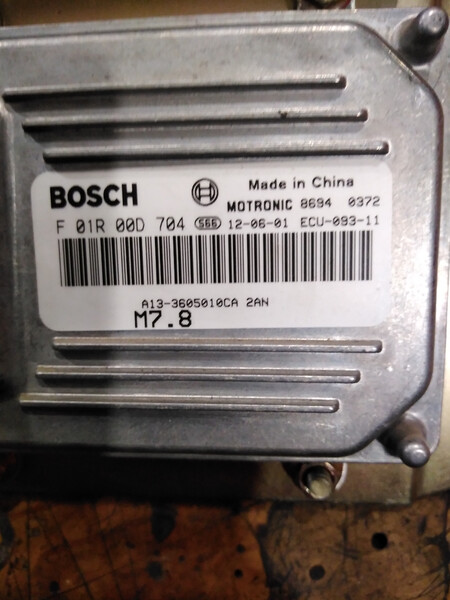 BOSCH
Made in China
MOTRONIC 8694 0372
F 01R 00D 704 S66 12-06-01 ECU-093-11
A13-3605010CA 2AN
M7.8